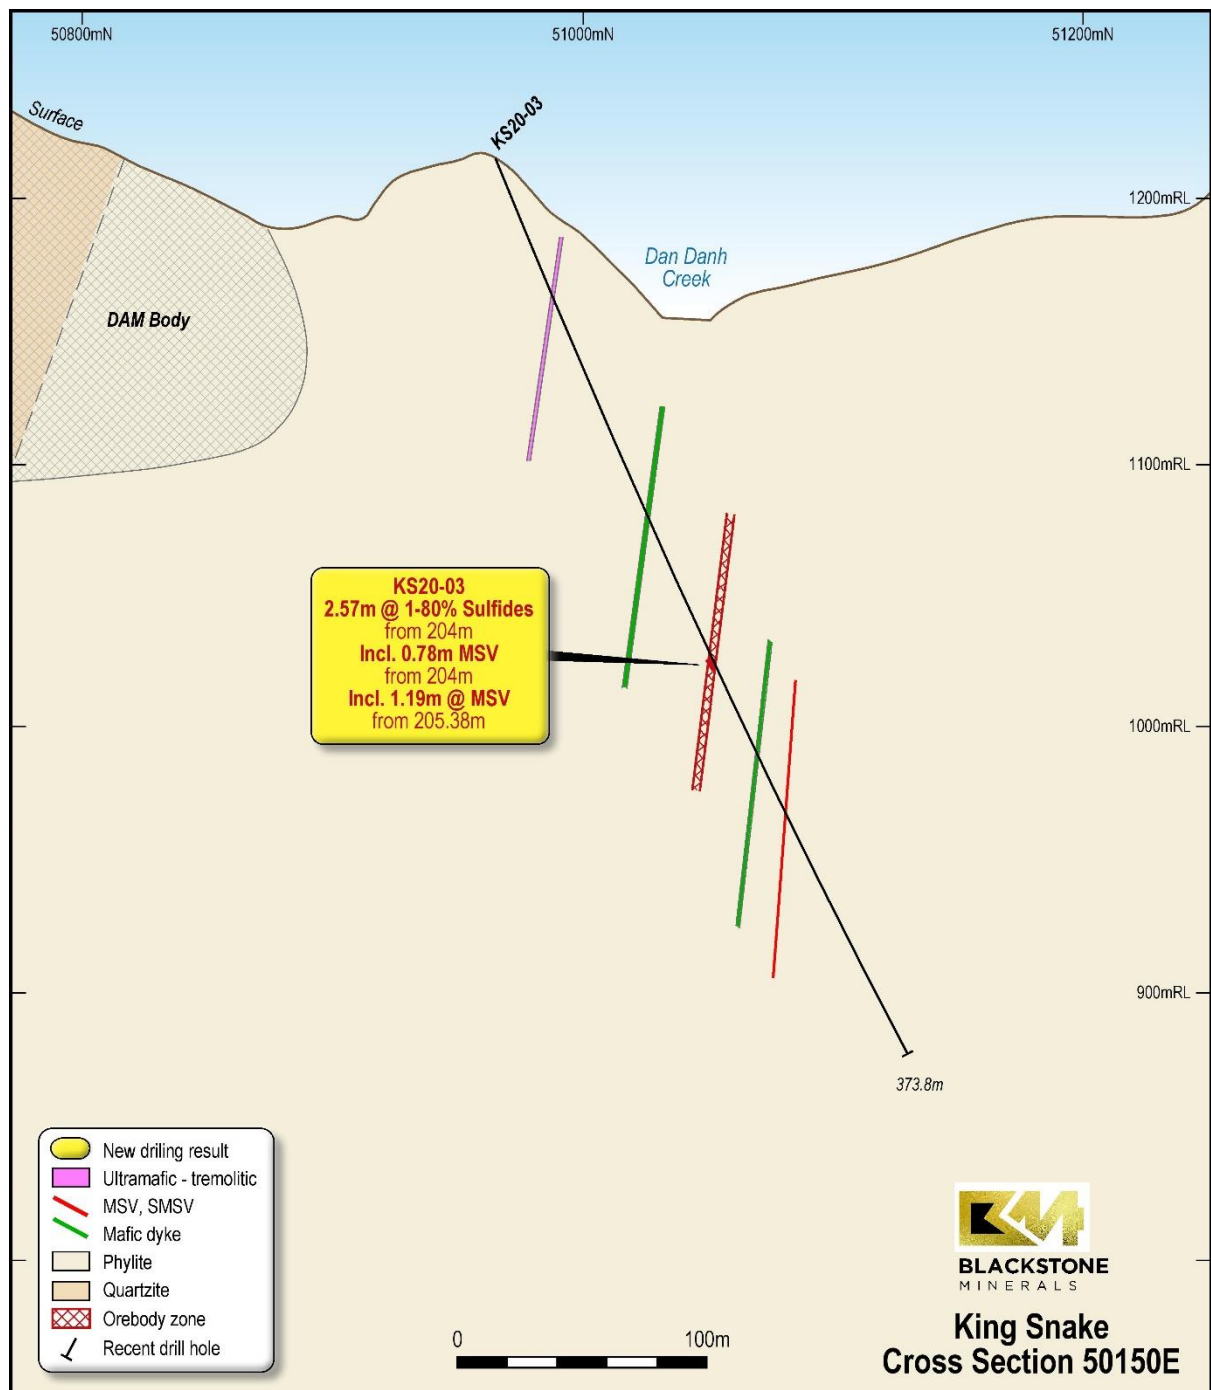 50800mN
51000mN
51200mN
Surface
KS20-03
1200mRL
Dan Danh
Creek
DAM Body
1100mRL
KS20-03
2.57m @ 1-80% Sulfides
from 204m
Incl. 0.78m MSV
from 204m
Incl. 1.19m @ MSV
from 205.38m
1000mRL
900mRL
373.8m
New driling result
Ultramafic - tremolitic
MSV, SMSV
Mafic dyke
Phylite
Quartzite
Orebody zone
Recent drill hole
0
100m
BM
BLACKSTONE
MINERALS
King Snake
Cross Section 50150E